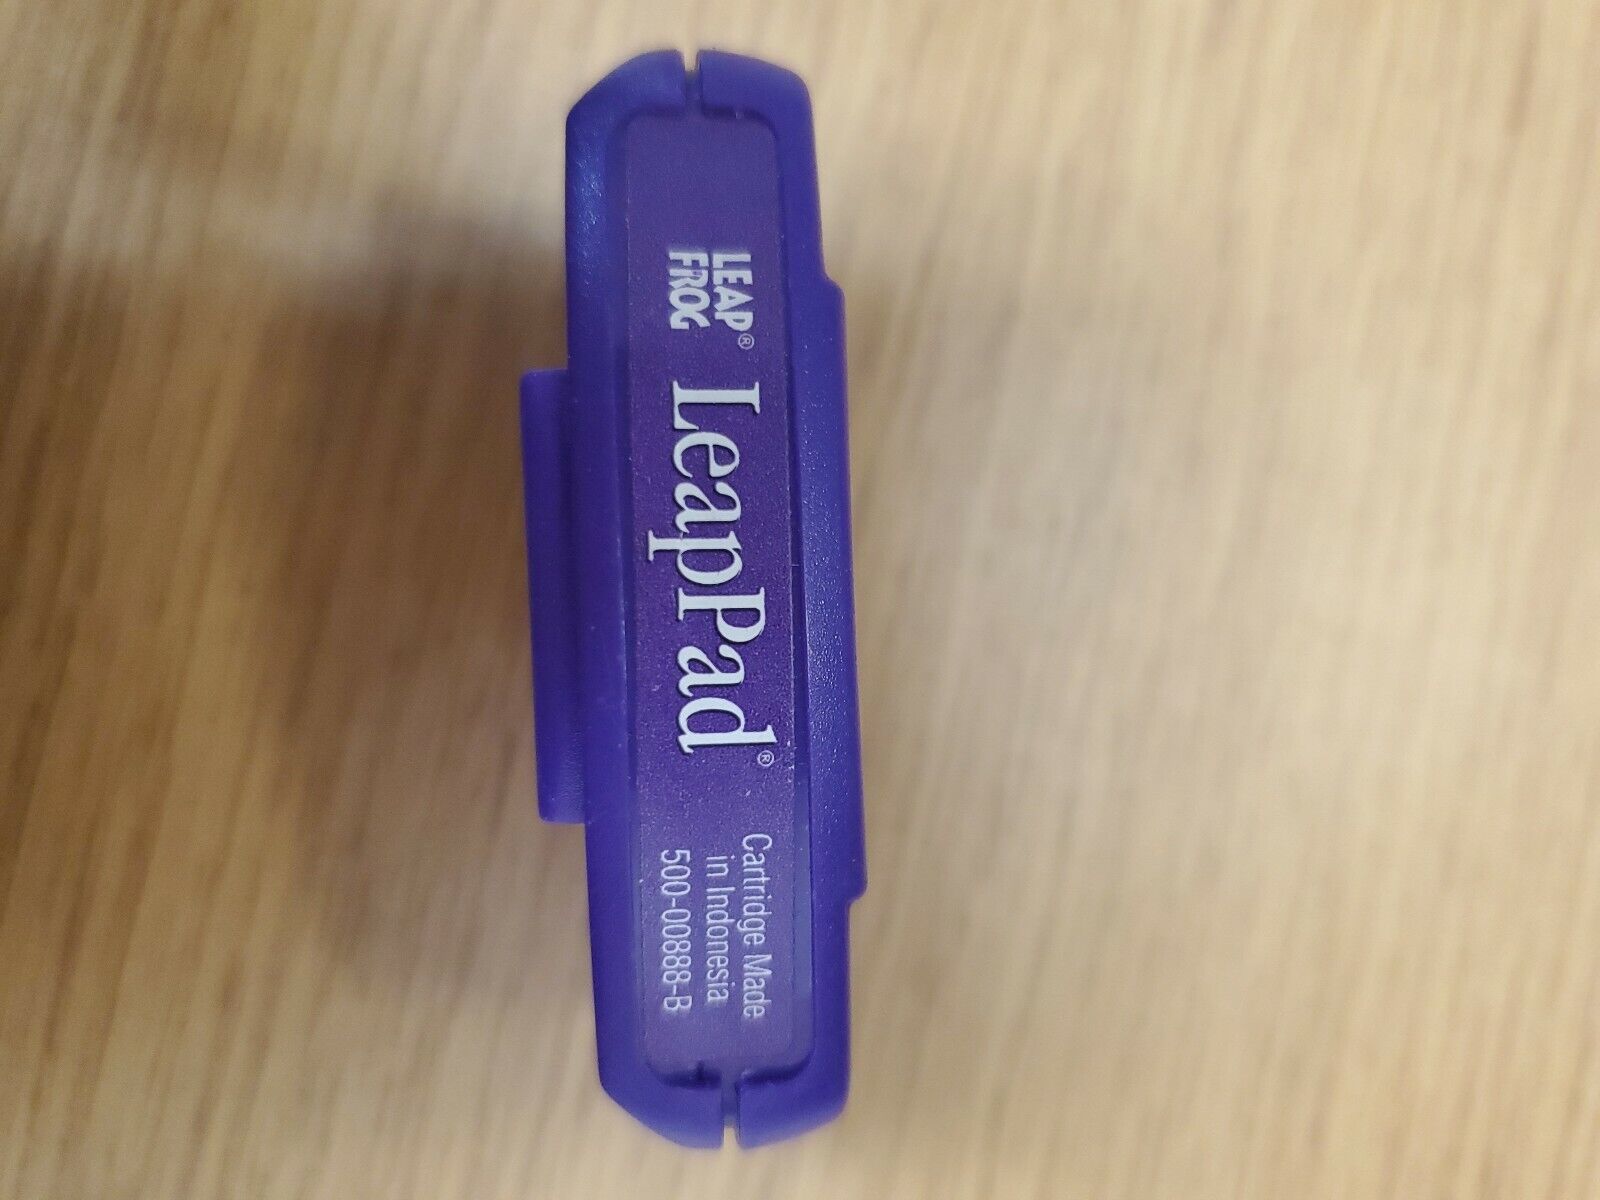 LEAP®
FROG
LeapPad®
Cartridge Made
in Indonesia
500-00888-B